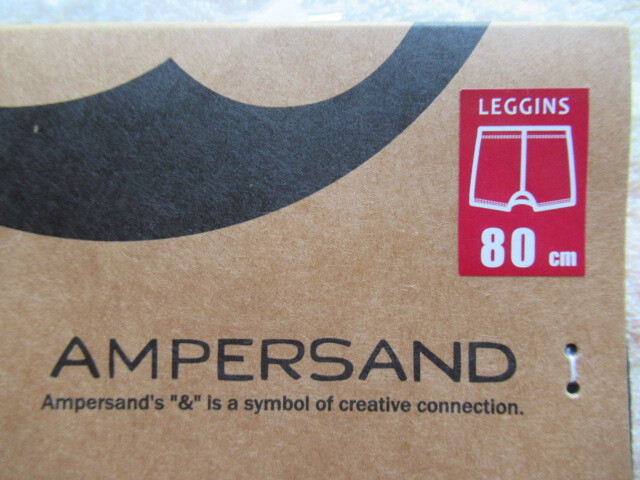 LEGGINS
80 cm
AMPERSAND
Ampersand's "&" is a symbol of creative connection.